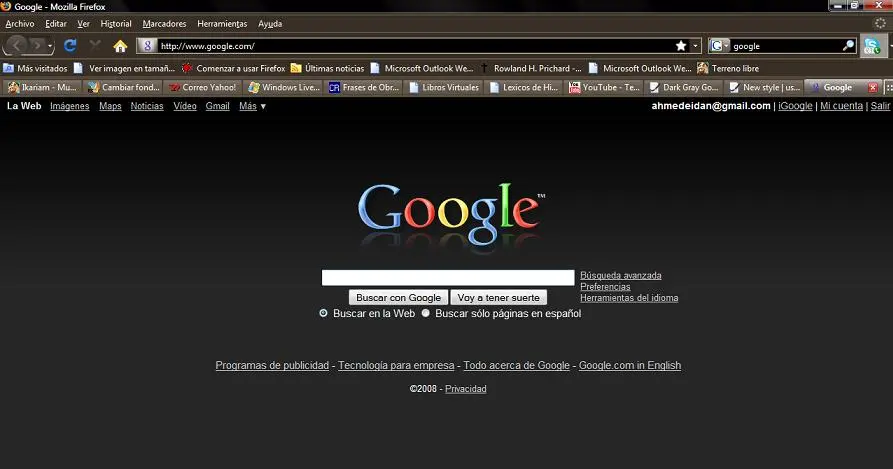 Google - Mozilla Firefox
Archivo Editar Ver Historial Marcadores Herramientas Ayuda
http://www.google.com/ google
Más visitados Ver imagen en tamañ... Comenzar a usar Firefox Últimas noticias Microsoft Outlook We... Rowland H. Prichard -... Microsoft Outlook We... Terreno libre
Ikariam - Mu... Cambiar fond... Correo Yahoo! Windows Live... CR Frases de Obr... Libros Virtuales Lexicos de Hi... YouTube - Te... Dark Gray Go... New style | us... Google
La Web Imágenes Maps Noticias Vídeo Gmail Más ▼ ahmedeidan@gmail.com | iGoogle | Mi cuenta | Salir
Google™
Búsqueda avanzada
Preferencias
Buscar con Google Voy a tener suerte Herramientas del idioma
Buscar en la Web Buscar sólo páginas en español
Programas de publicidad - Tecnología para empresa - Todo acerca de Google - Google.com in English
©2008 - Privacidad